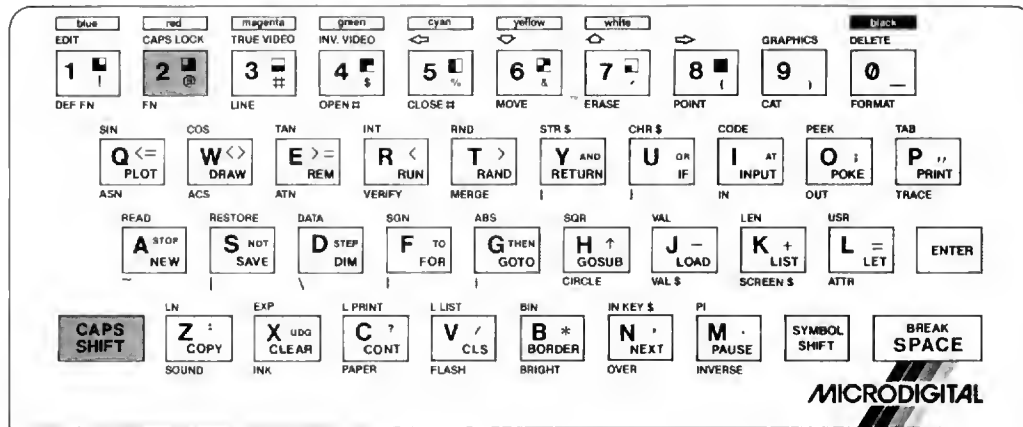 blue red magenta green cyan yellow white black
EDIT CAPS LOCK TRUE VIDEO INV. VIDEO ⇦ ⇩ ⇧ ⇨ GRAPHICS DELETE
1 ! 2 @ 3 # 4 $ 5 % 6 & 7 ' 8 ( 9 ) 0 _
DEF FN FN LINE OPEN # CLOSE # MOVE ERASE POINT CAT FORMAT
SIN COS TAN INT RND STR $ CHR $ CODE PEEK TAB
Q <= W <> E >= R < T > Y AND U OR I AT O ; P "
PLOT DRAW REM RUN RAND RETURN IF INPUT POKE PRINT
ASN ACS ATN VERIFY MERGE [ ] IN OUT TRACE
READ RESTORE DATA SGN ABS SQR VAL LEN USR
A STOP S NOT D STEP F TO G THEN H ↑ J − K + L = ENTER
NEW SAVE DIM FOR GOTO GOSUB LOAD LIST LET
~ | \ { } CIRCLE VAL $ SCREEN $ ATTR
LN EXP L PRINT L LIST BIN IN KEY $ PI
CAPS SHIFT Z : X UDG C ? V / B * N , M . SYMBOL SHIFT BREAK SPACE
COPY CLEAR CONT CLS BORDER NEXT PAUSE
SOUND INK PAPER FLASH BRIGHT OVER INVERSE
MICRODIGITAL